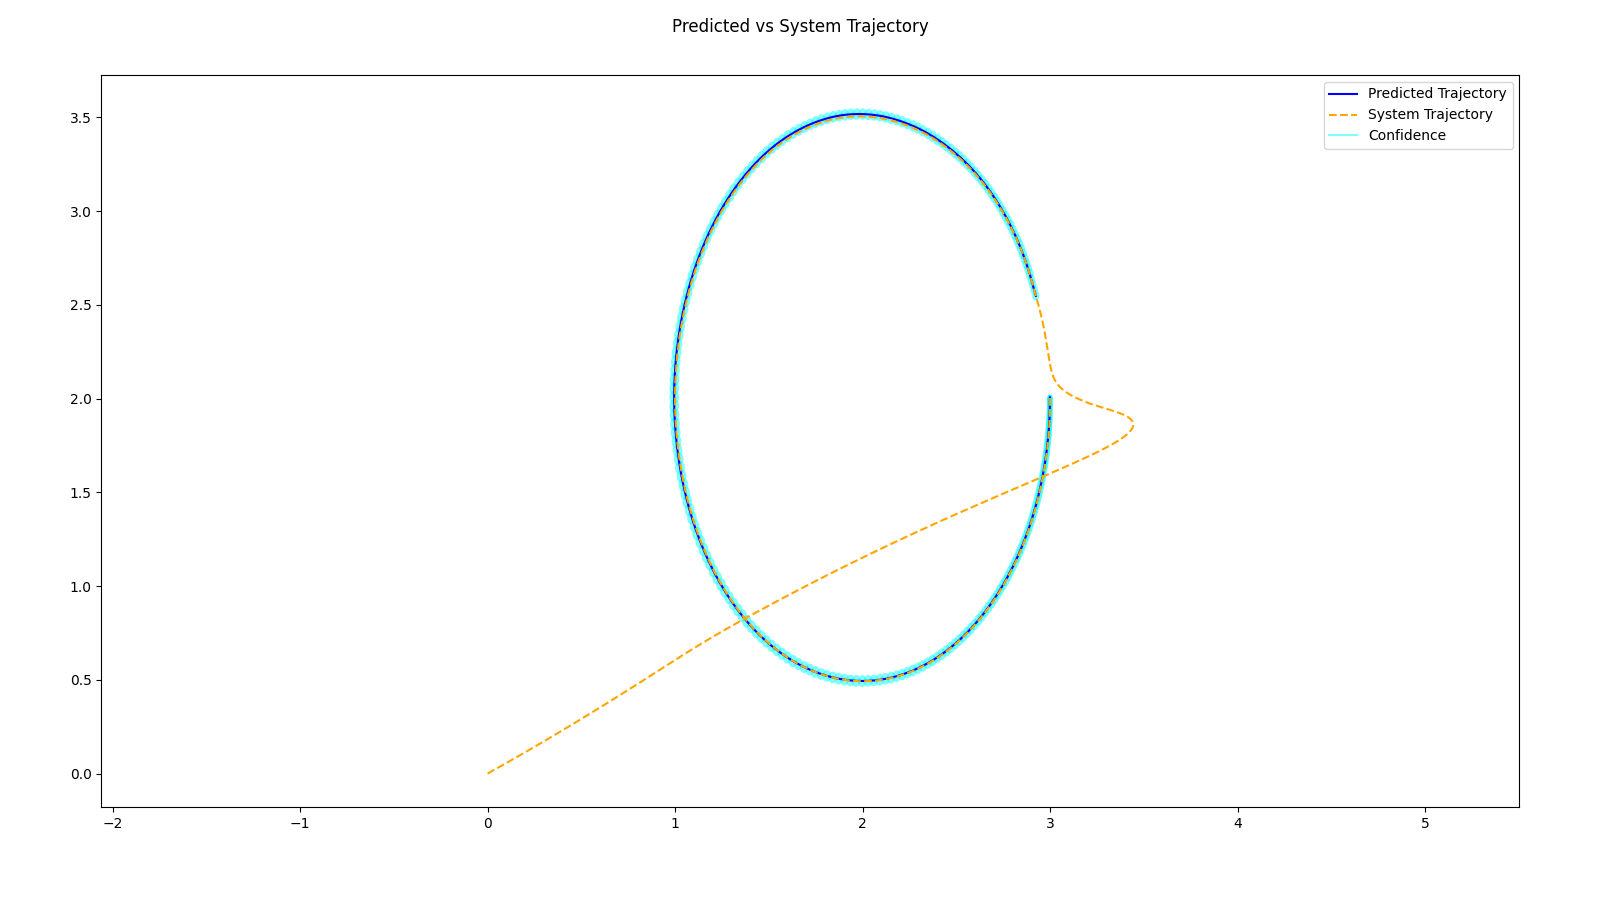 Predicted vs System Trajectory
Predicted Trajectory
System Trajectory
Confidence
3.5
3.0
2.5
2.0
1.5
1.0
0.5
0.0
−2 −1 0 1 2 3 4 5